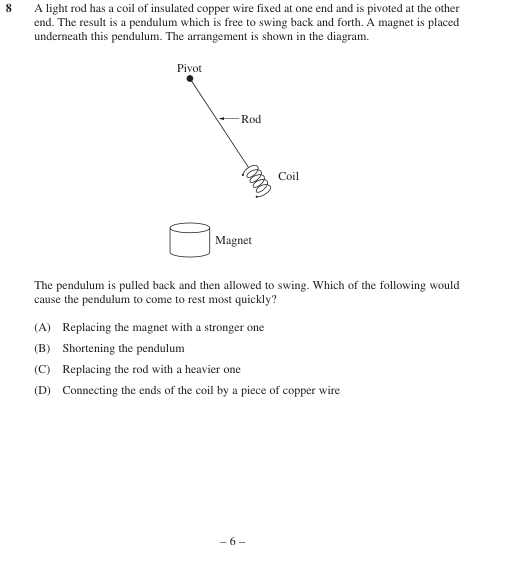 8 A light rod has a coil of insulated copper wire fixed at one end and is pivoted at the other
end. The result is a pendulum which is free to swing back and forth. A magnet is placed
underneath this pendulum. The arrangement is shown in the diagram.
Pivot
Rod
Coil
Magnet
The pendulum is pulled back and then allowed to swing. Which of the following would
cause the pendulum to come to rest most quickly?
(A) Replacing the magnet with a stronger one
(B) Shortening the pendulum
(C) Replacing the rod with a heavier one
(D) Connecting the ends of the coil by a piece of copper wire
– 6 –